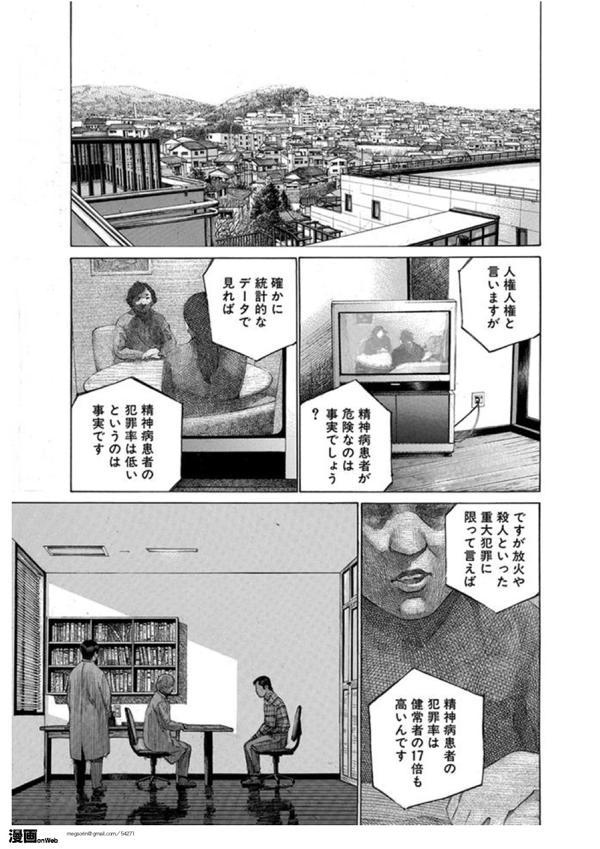 人権人権と
言いますが
精神病患者が
危険なのは
事実でしょう
?
確かに
統計的な
データで
見れば
精神病患者の
犯罪率は低い
というのは
事実です
ですが放火や
殺人といった
重大犯罪に
限って言えば
精神病患者の
犯罪率は
健常者の17倍も
高いんです
漫画onWeb
megaorin@gmail.com/54271